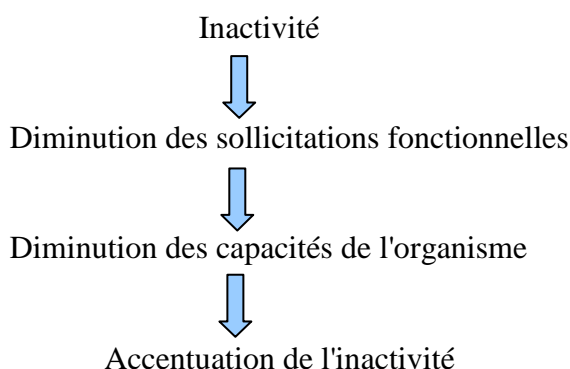 Inactivité
Diminution des sollicitations fonctionnelles
Diminution des capacités de l'organisme
Accentuation de l'inactivité